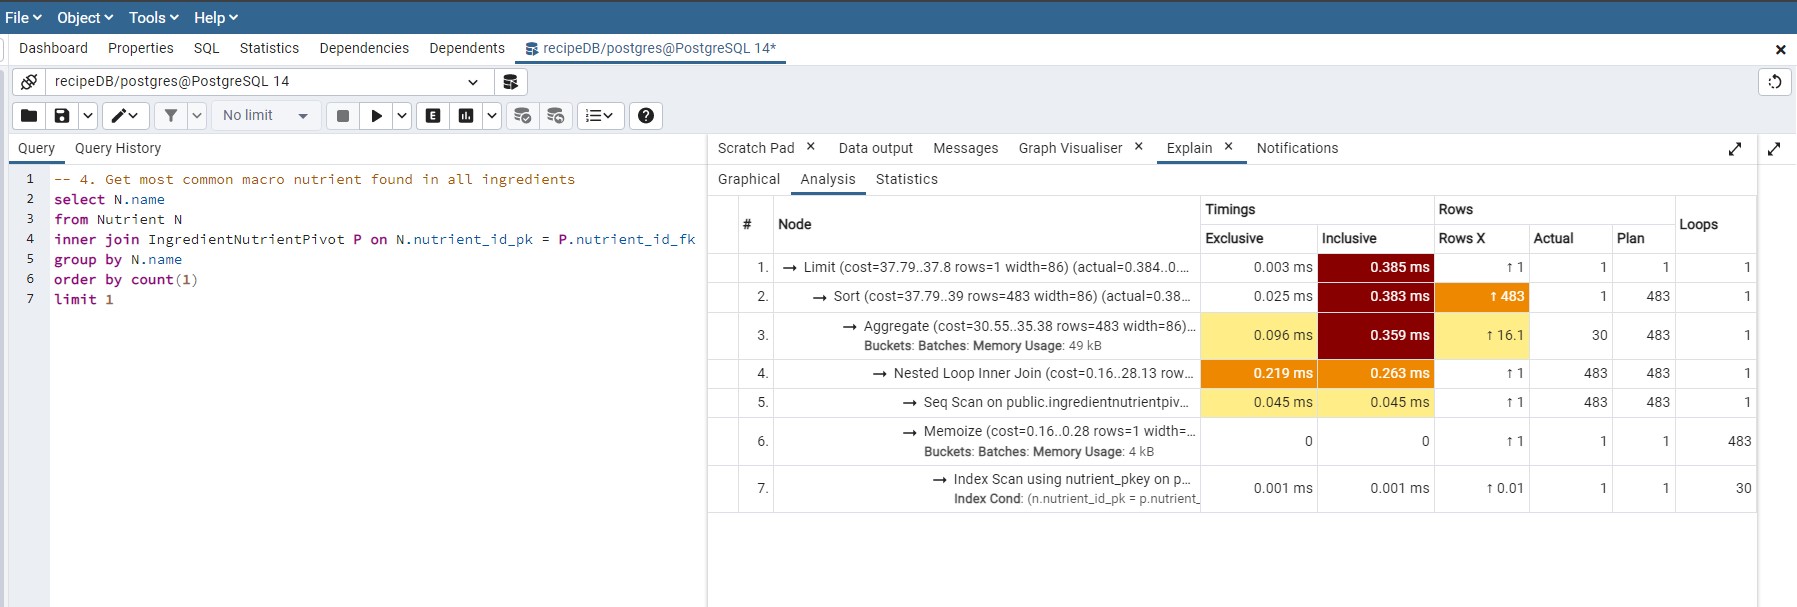 File Object Tools Help
Dashboard Properties SQL Statistics Dependencies Dependents recipeDB/postgres@PostgreSQL 14*
recipeDB/postgres@PostgreSQL 14
No limit E
Query Query History
1 -- 4. Get most common macro nutrient found in all ingredients
2 select N.name
3 from Nutrient N
4 inner join IngredientNutrientPivot P on N.nutrient_id_pk = P.nutrient_id_fk
5 group by N.name
6 order by count(1)
7 limit 1
Scratch Pad Data output Messages Graph Visualiser Explain Notifications
Graphical Analysis Statistics
# Node Timings Rows Loops
Exclusive Inclusive Rows X Actual Plan
1. → Limit (cost=37.79..37.8 rows=1 width=86) (actual=0.384..0.... 0.003 ms 0.385 ms ↑ 1 1 1 1
2. → Sort (cost=37.79..39 rows=483 width=86) (actual=0.38... 0.025 ms 0.383 ms ↑ 483 1 483 1
3. → Aggregate (cost=30.55..35.38 rows=483 width=86)... 0.096 ms 0.359 ms ↑ 16.1 30 483 1
Buckets: Batches: Memory Usage: 49 kB
4. → Nested Loop Inner Join (cost=0.16..28.13 row... 0.219 ms 0.263 ms ↑ 1 483 483 1
5. → Seq Scan on public.ingredientnutrientpiv... 0.045 ms 0.045 ms ↑ 1 483 483 1
6. → Memoize (cost=0.16..0.28 rows=1 width=... 0 0 ↑ 1 1 1 483
Buckets: Batches: Memory Usage: 4 kB
7. → Index Scan using nutrient_pkey on p... 0.001 ms 0.001 ms ↑ 0.01 1 1 30
Index Cond: (n.nutrient_id_pk = p.nutrient_